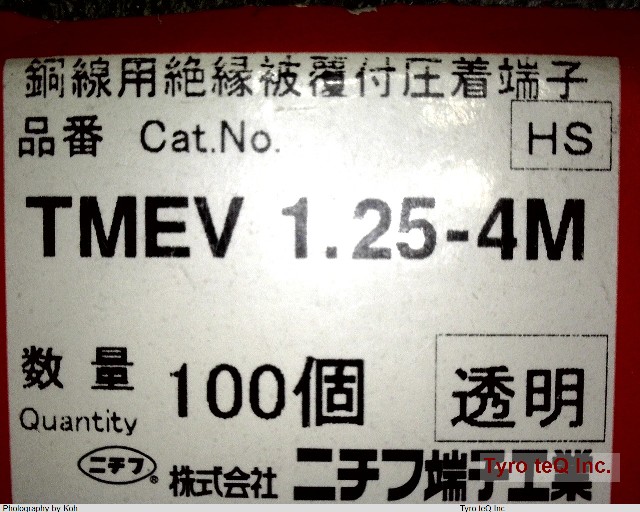 銅線用絶縁被覆付圧着端子
品番 Cat.No. HS
TMEV 1.25-4M
数量 100個 透明
Quantity
ニチフ® 株式会社 ニチフ端子工業
Tyro teQ Inc.
Photography by Koh Tyro teQ Inc.